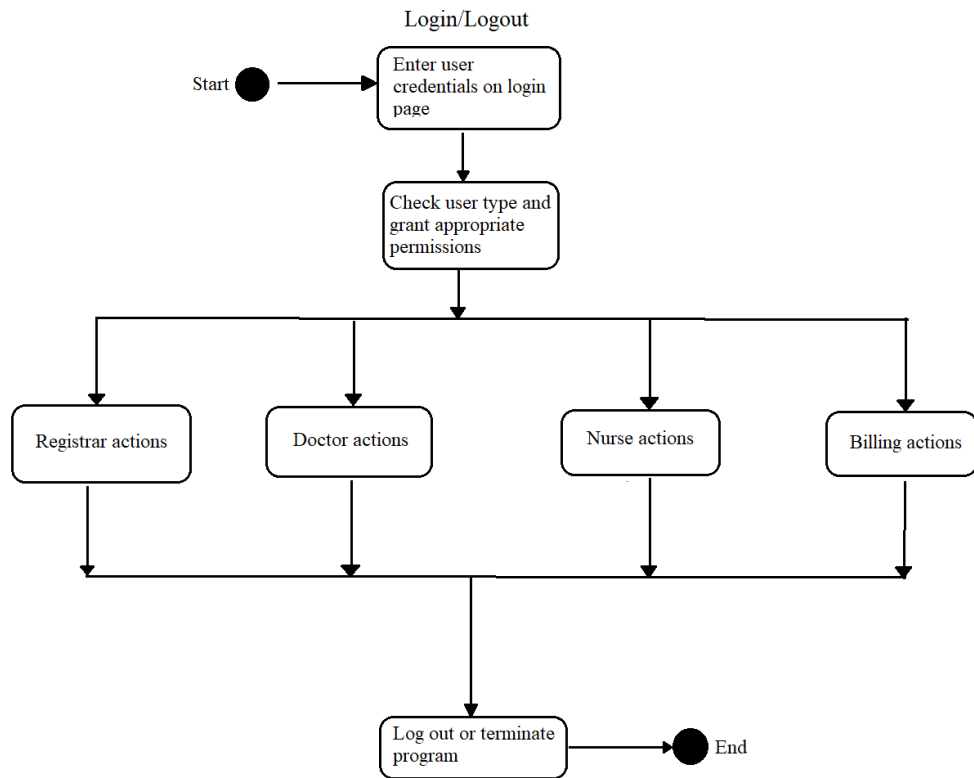 Login/Logout
Start
Enter user
credentials on login
page
Check user type and
grant appropriate
permissions
Registrar actions
Doctor actions
Nurse actions
Billing actions
Log out or terminate
program
End